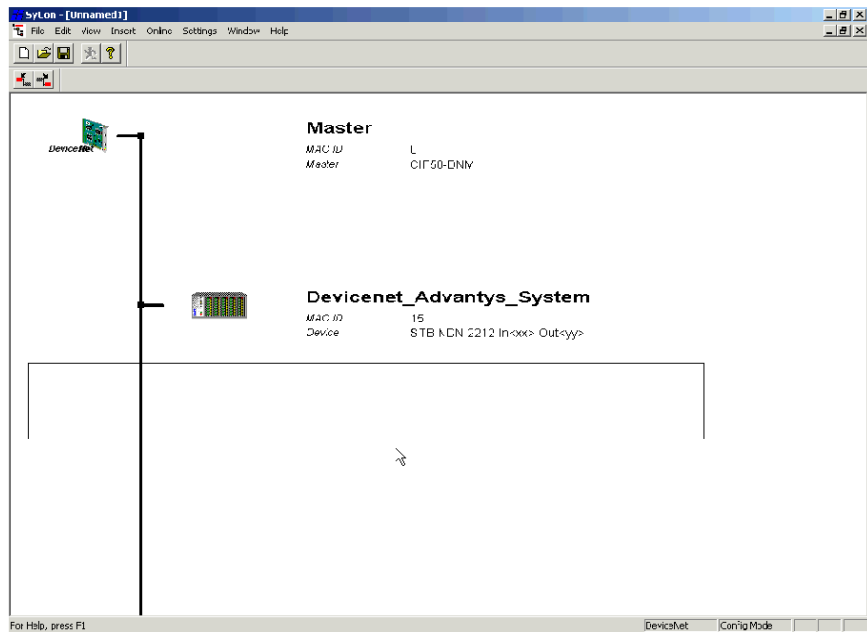 SyCon - [Unnamed1]
File Edit View Insert Online Settings Window Help
DeviceNet
Master
MAC ID
Master CIF50-DNM
Devicenet_Advantys_System
MAC ID 15
Device STB NDN 2212 In<xx> Out<yy>
For Help, press F1 DeviceNet Config Mode